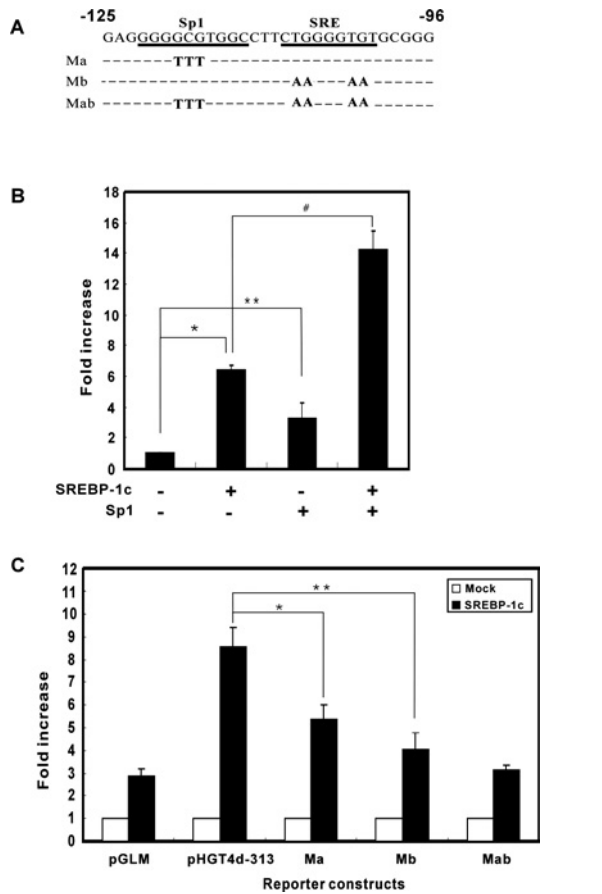 A
-125 Sp1 SRE -96
GAGGGGGGCGTGGCCTTCTGGGGTGTGCGGG
Ma ------TTT--------------------
Mb ----------------AA---AA------
Mab ------TTT-------AA---AA------
B
18
16
14
12
10
8
6
4
2
0
Fold increase
*
**
#
SREBP-1c - + - +
Sp1 - - + +
C
12
11
10
9
8
7
6
5
4
3
2
1
0
Fold increase
*
**
Mock
SREBP-1c
pGLM pHGT4d-313 Ma Mb Mab
Reporter constructs